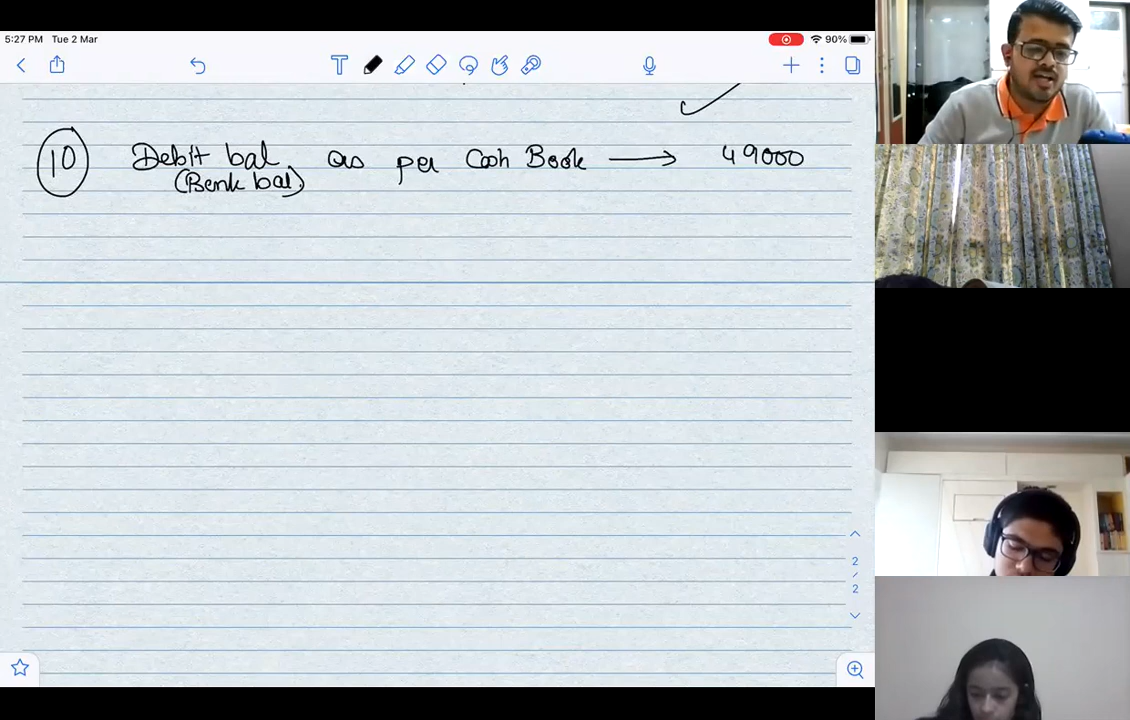 5:27 PM Tue 2 Mar 90%
T
10 Debit bal as per Cash Book → 49000
(Bank bal)
2
/
2